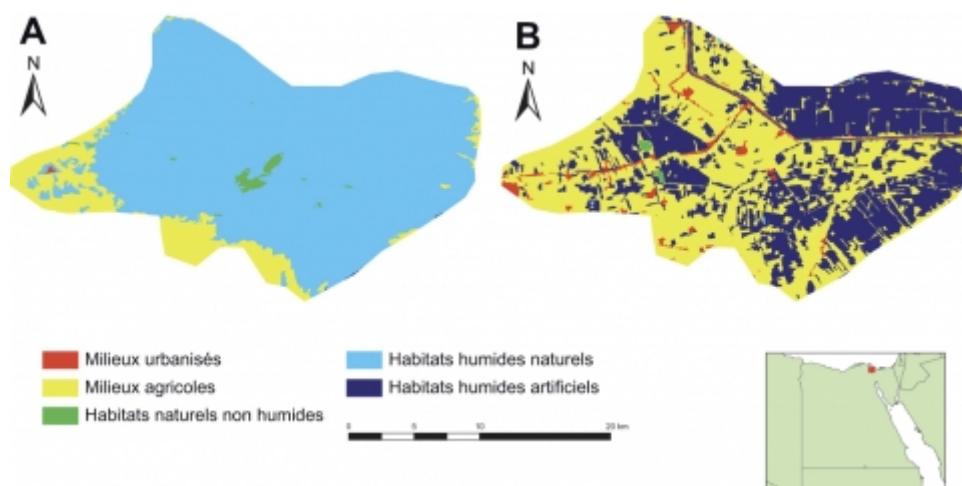 A
B
N
N
Milieux urbanisés
Milieux agricoles
Habitats naturels non humides
Habitats humides naturels
Habitats humides artificiels
0 5 10 20 km